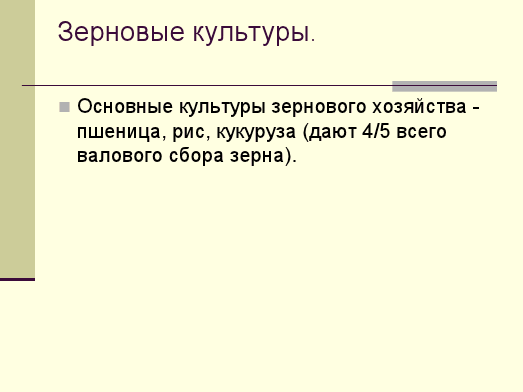 Зерновые культуры.
Основные культуры зернового хозяйства -
пшеница, рис, кукуруза (дают 4/5 всего
валового сбора зерна).